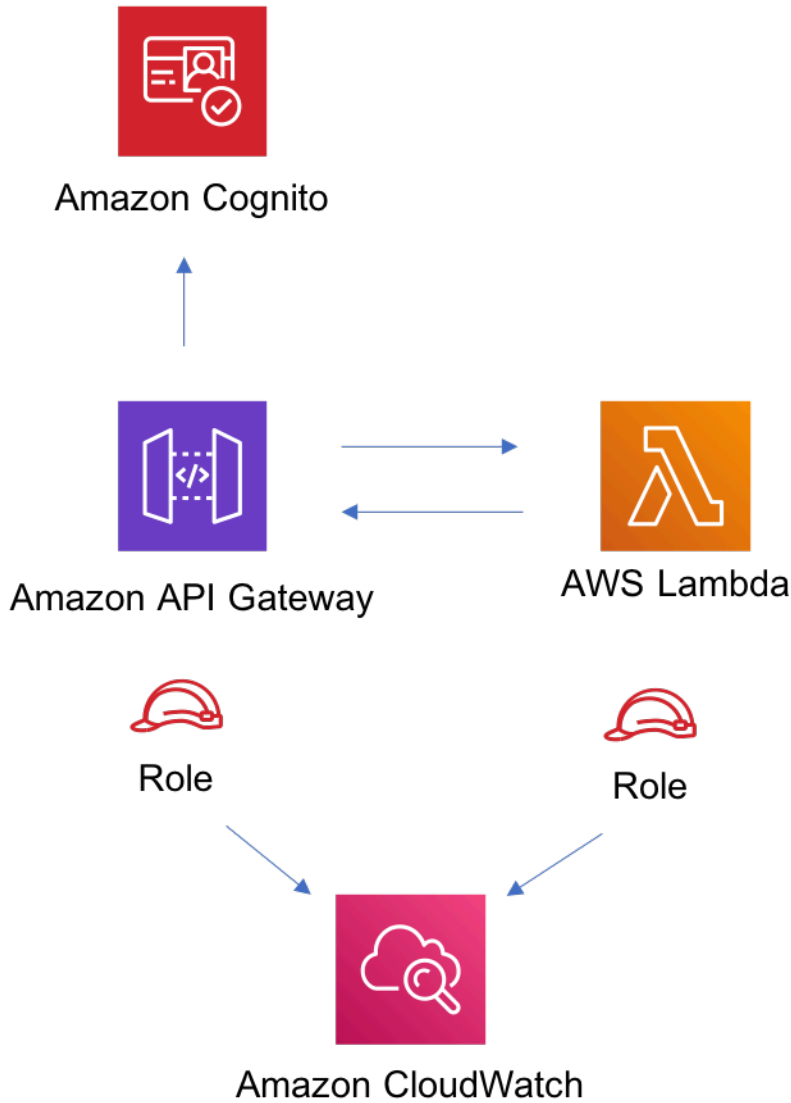 Amazon Cognito
</>
Amazon API Gateway
AWS Lambda
Role
Role
Amazon CloudWatch